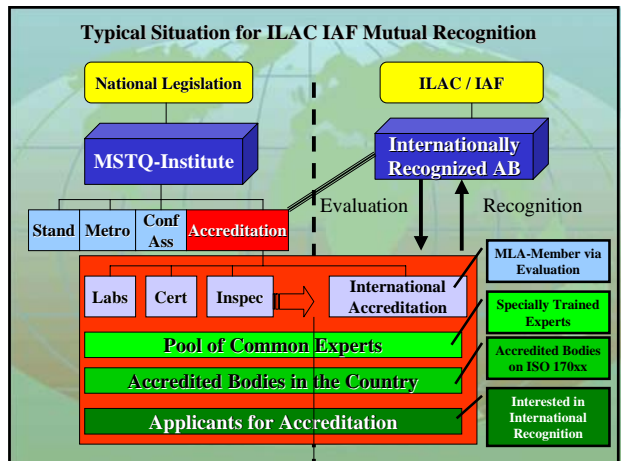 Typical Situation for ILAC IAF Mutual Recognition
National Legislation
ILAC / IAF
MSTQ-Institute
Internationally
Recognized AB
Evaluation
Recognition
Stand
Metro
Conf
Ass
Accreditation
MLA-Member via
Evaluation
Labs
Cert
Inspec
International
Accreditation
Specially Trained
Experts
Pool of Common Experts
Accredited Bodies
on ISO 170xx
Accredited Bodies in the Country
Applicants for Accreditation
Interested in
International
Recognition